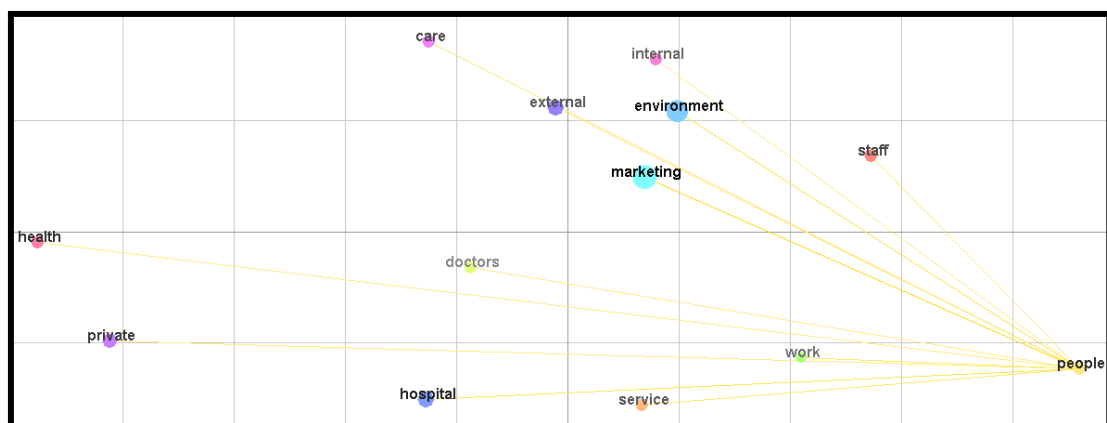 care
internal
external
environment
staff
marketing
health
doctors
private
work
people
hospital
service